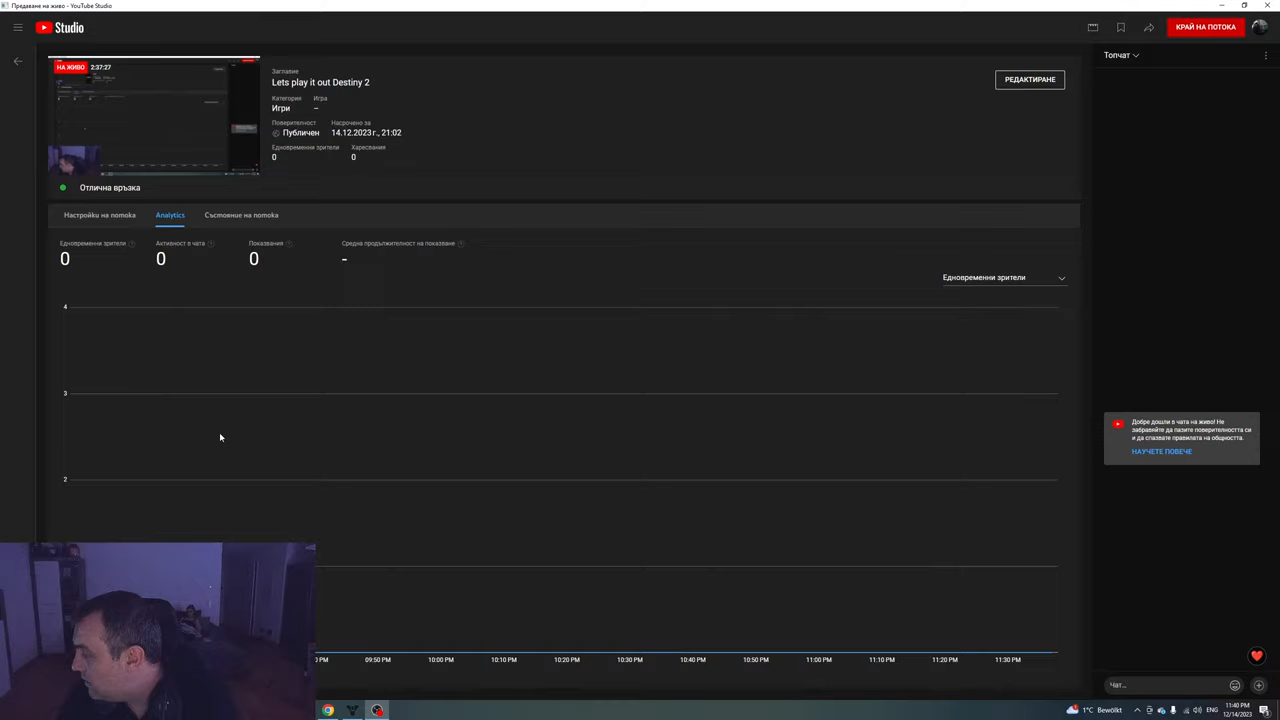 Предаване на живо - YouTube Studio
Studio
КРАЙ НА ПОТОКА
НА ЖИВО 2:37:27
Заглавие
Lets play it out Destiny 2
РЕДАКТИРАНЕ
Категория Игра
Игри –
Поверителност Насрочено за
Публичен 14.12.2023 г., 21:02
Едновременни зрители Харесвания
0 0
Отлична връзка
Настройки на потока Analytics Състояние на потока
Едновременни зрители Активност в чата Показвания Средна продължителност на показване
0 0 0 -
Едновременни зрители
4
3
2
09:50 PM 10:00 PM 10:10 PM 10:20 PM 10:30 PM 10:40 PM 10:50 PM 11:00 PM 11:10 PM 11:20 PM 11:30 PM
Топчат
Добре дошли в чата на живо! Не
забравяйте да пазите поверителността си
и да спазвате правилата на общността.
НАУЧЕТЕ ПОВЕЧЕ
Чат...
1°C Bewölkt ENG 11:40 PM
12/14/2023